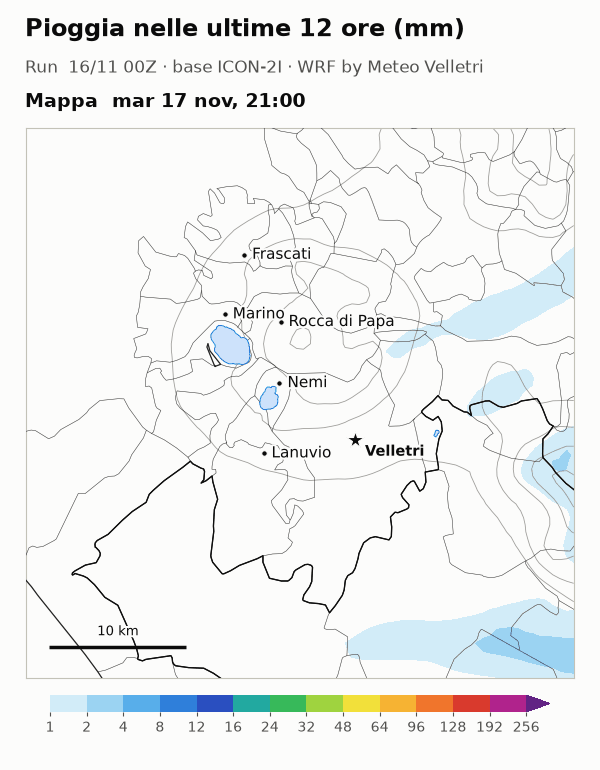 Pioggia nelle ultime 12 ore (mm)
Run  16/11 00Z · base ICON-2I · WRF by Meteo Velletri
Mappa  mar 17 nov, 21:00
Frascati
Marino
Rocca di Papa
Nemi
Velletri
Lanuvio
10 km
1 2 4 8 12 16 24 32 48 64 96 128 192 256